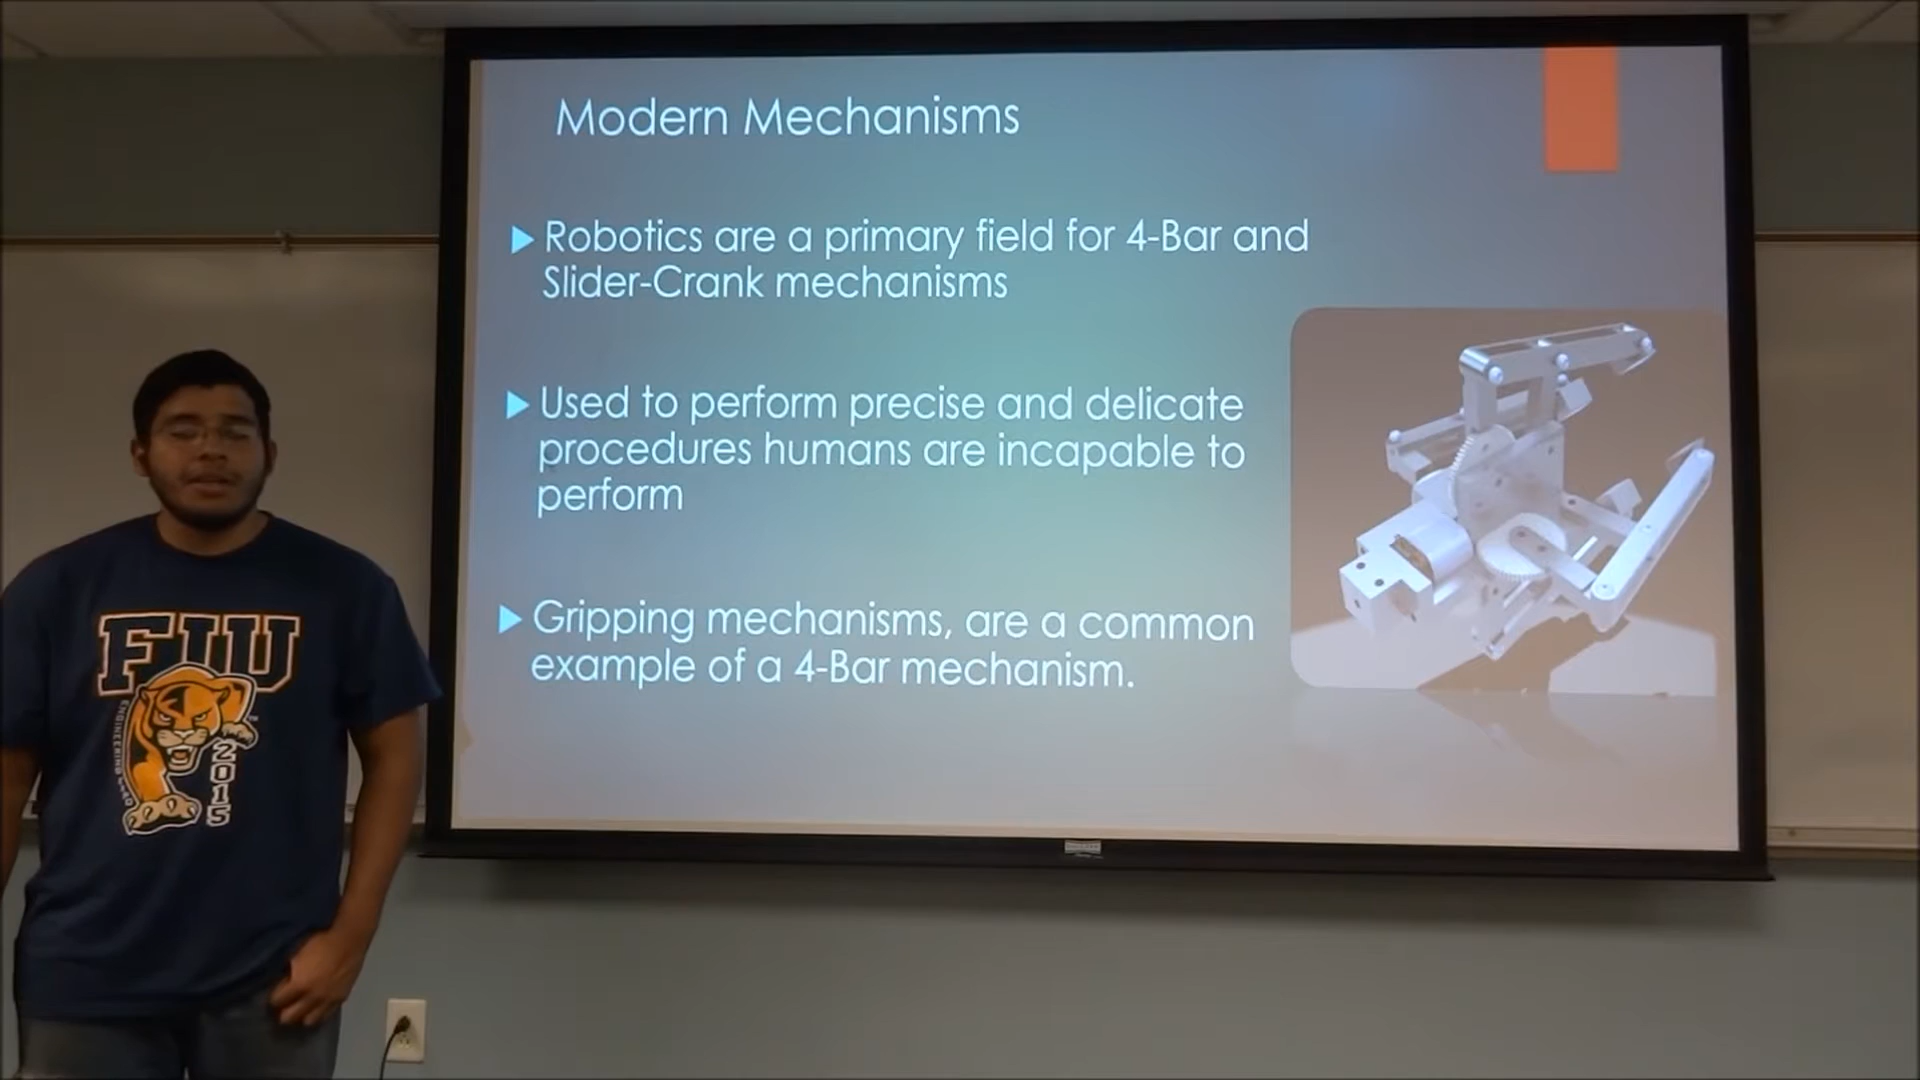 Modern Mechanisms
Robotics are a primary field for 4-Bar and
Slider-Crank mechanisms
Used to perform precise and delicate
procedures humans are incapable to
perform
Gripping mechanisms, are a common
example of a 4-Bar mechanism.
FIU
2015